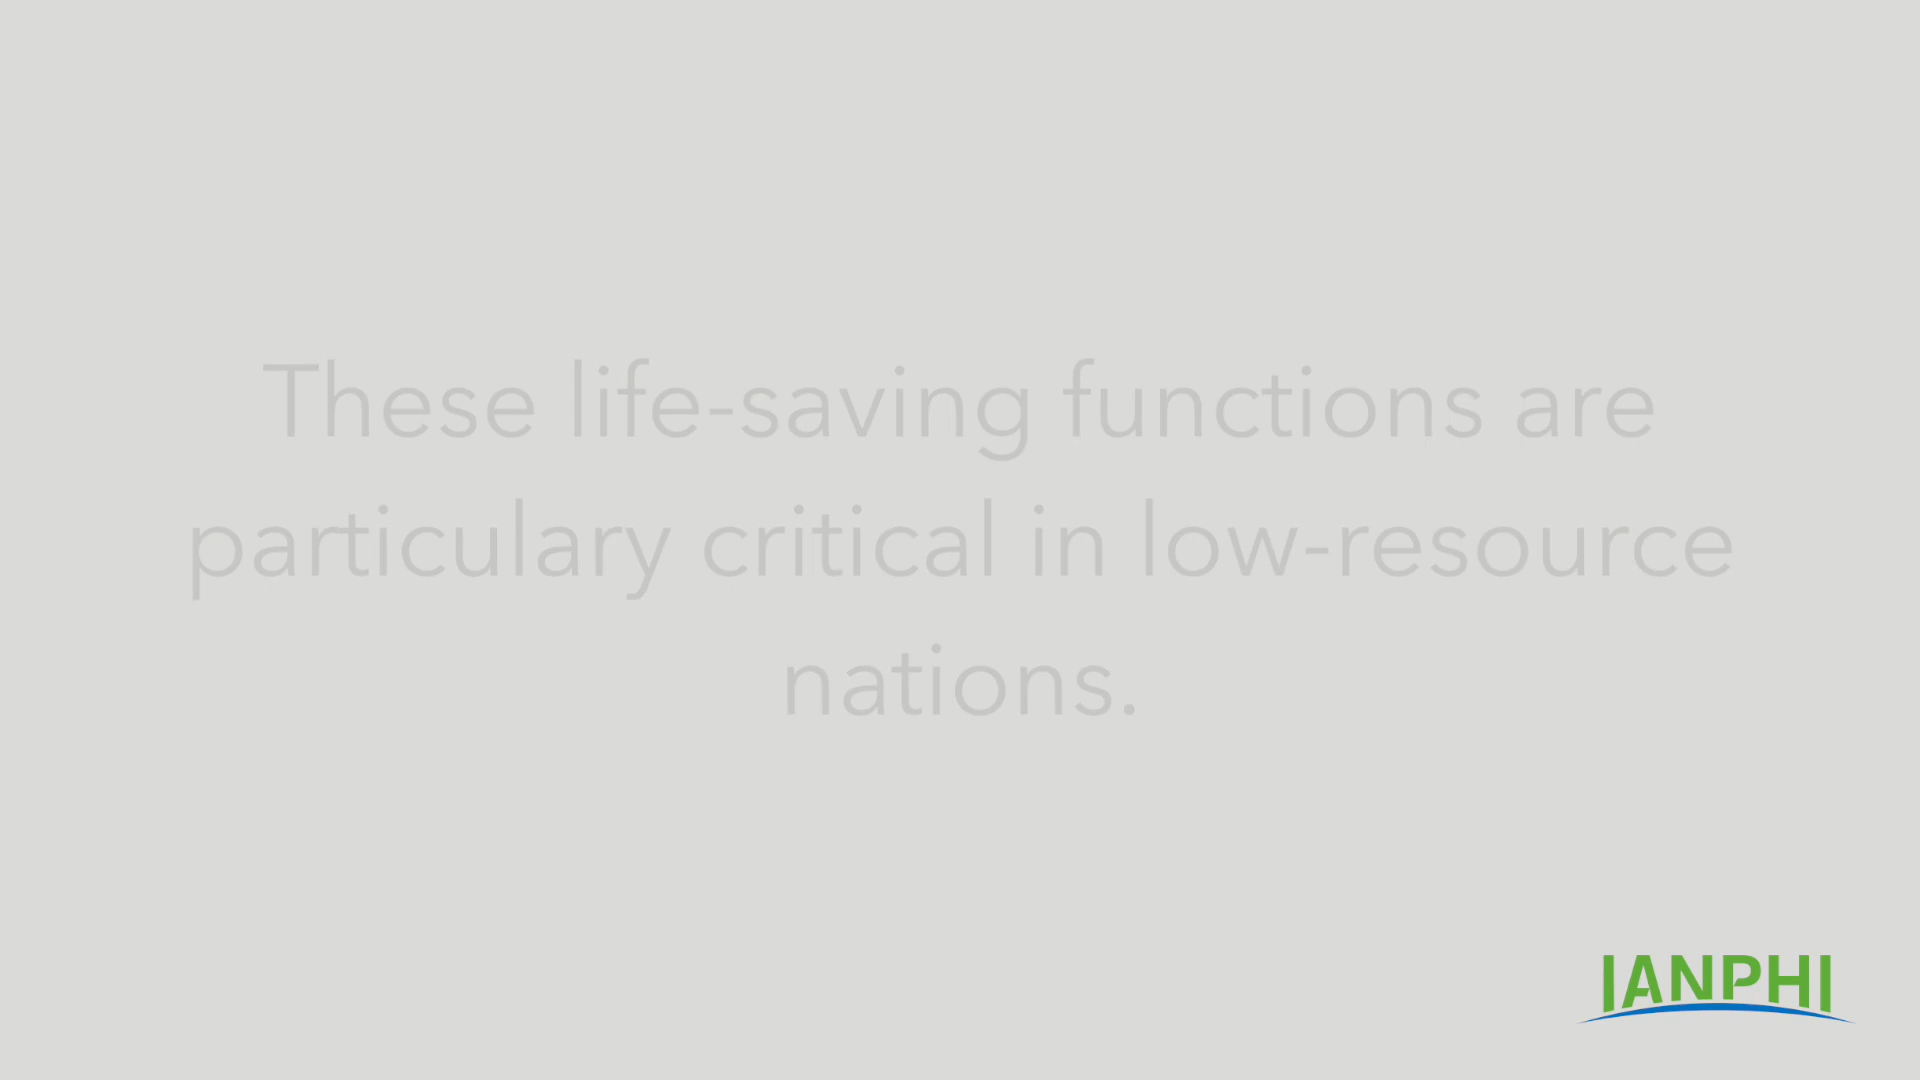 These life-saving functions are
particulary critical in low-resource
nations.
IANPHI